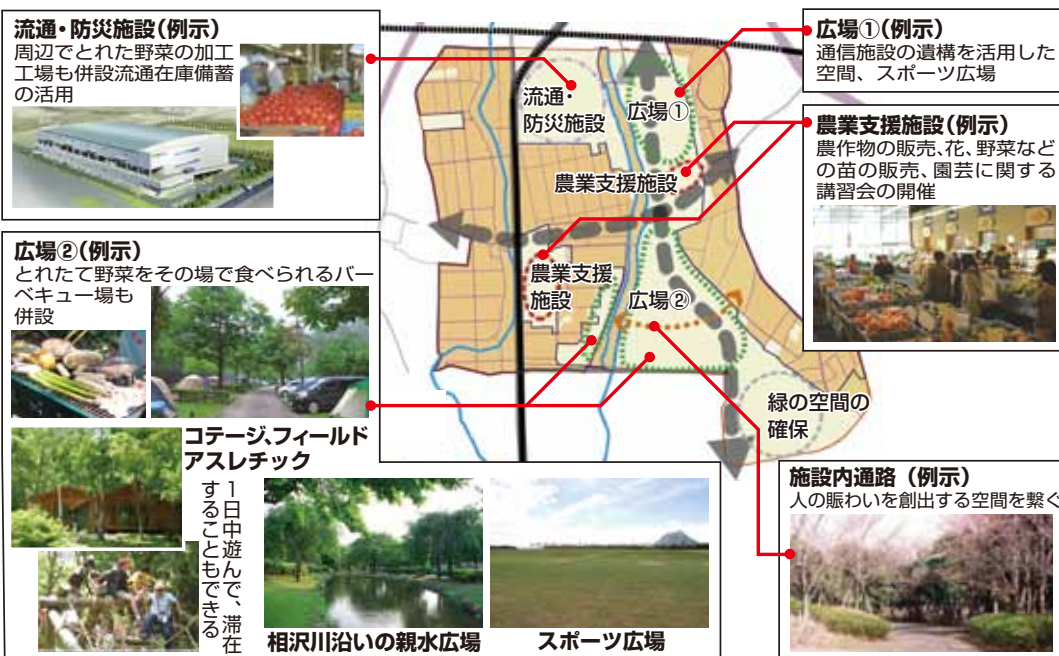 流通・防災施設(例示)
周辺でとれた野菜の加工
工場も併設流通在庫備蓄
の活用
広場①(例示)
通信施設の遺構を活用した
空間、スポーツ広場
農業支援施設(例示)
農作物の販売、花、野菜など
の苗の販売、園芸に関する
講習会の開催
流通・
防災施設
広場①
農業支援施設
農業支援
施設
広場②
緑の空間の
確保
広場②(例示)
とれたて野菜をその場で食べられるバー
ベキュー場も
併設
コテージ、フィールド
アスレチック
1日中遊んで、滞在
することもできる
相沢川沿いの親水広場
スポーツ広場
施設内通路(例示)
人の賑わいを創出する空間を繋ぐ